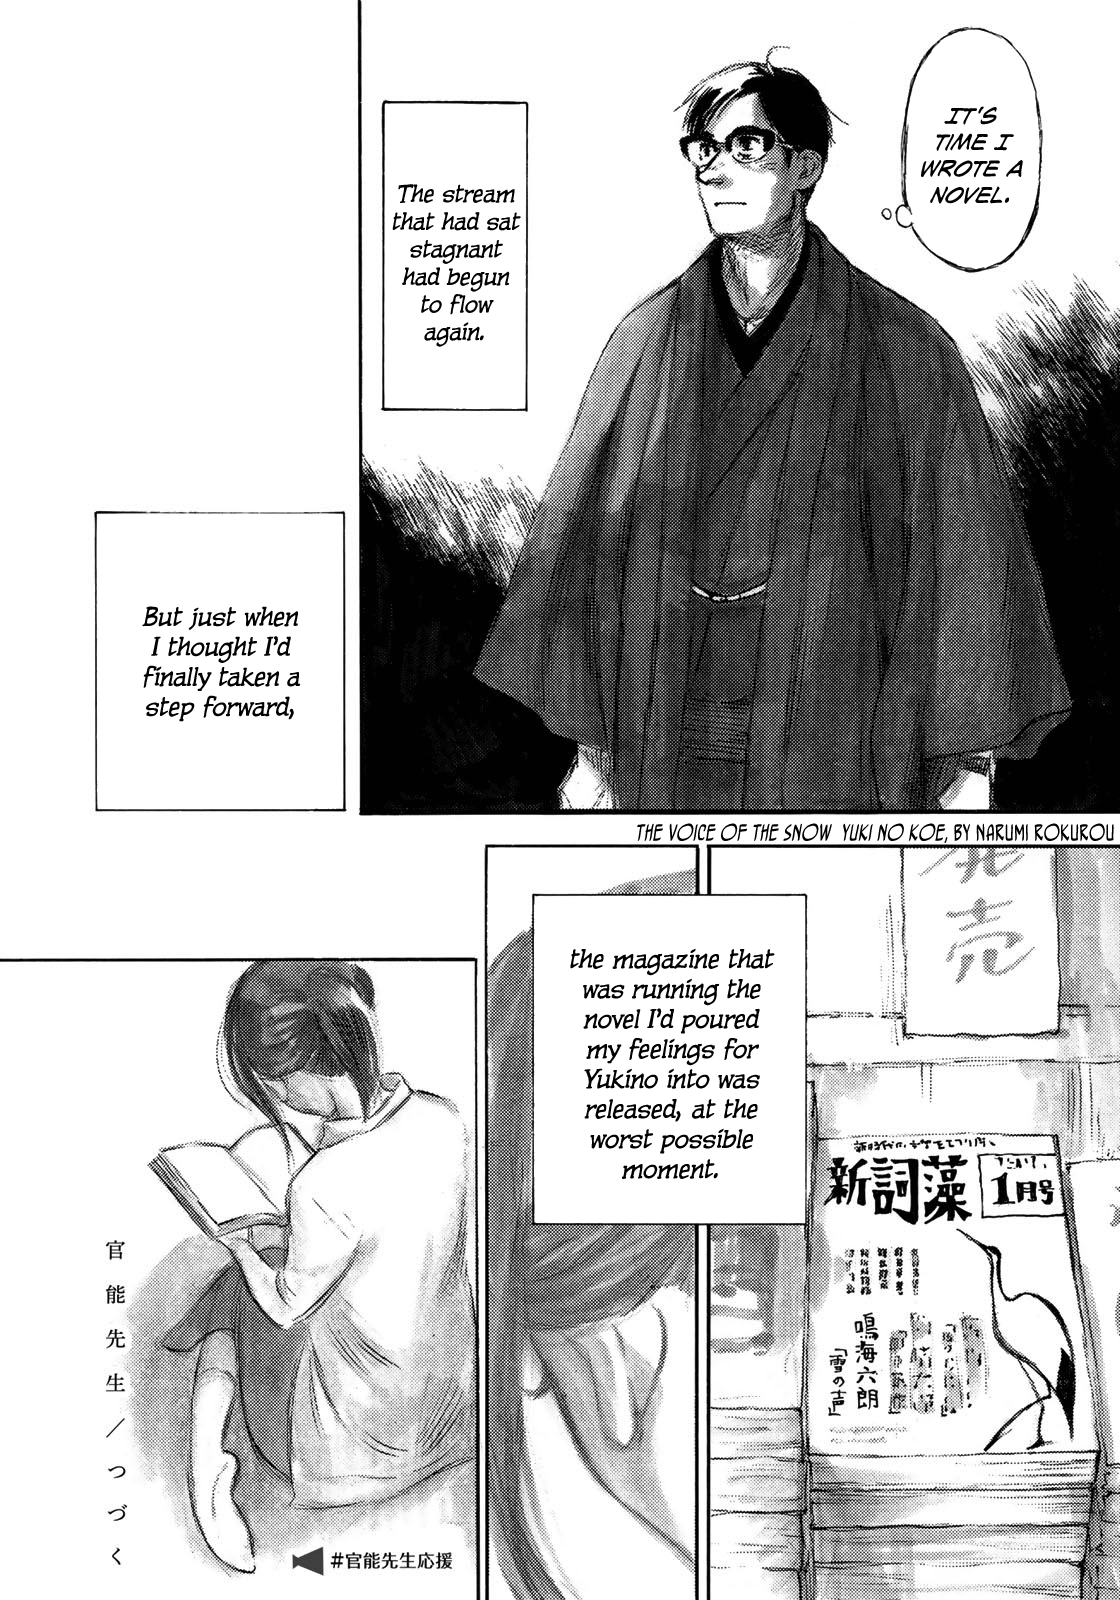 IT'S
TIME I
WROTE A
NOVEL.
The stream
that had sat
stagnant
had begun
to flow
again.
But just when
I thought I'd
finally taken a
step forward,
THE VOICE OF THE SNOW YUKI NO KOE, BY NARUMI ROKUROU
発売
新詞藻
1月号
鳴海六朗
「雪の声」
the magazine that
was running the
novel I'd poured
my feelings for
Yukino into was
released, at the
worst possible
moment.
官能先生/つづく
#官能先生応援